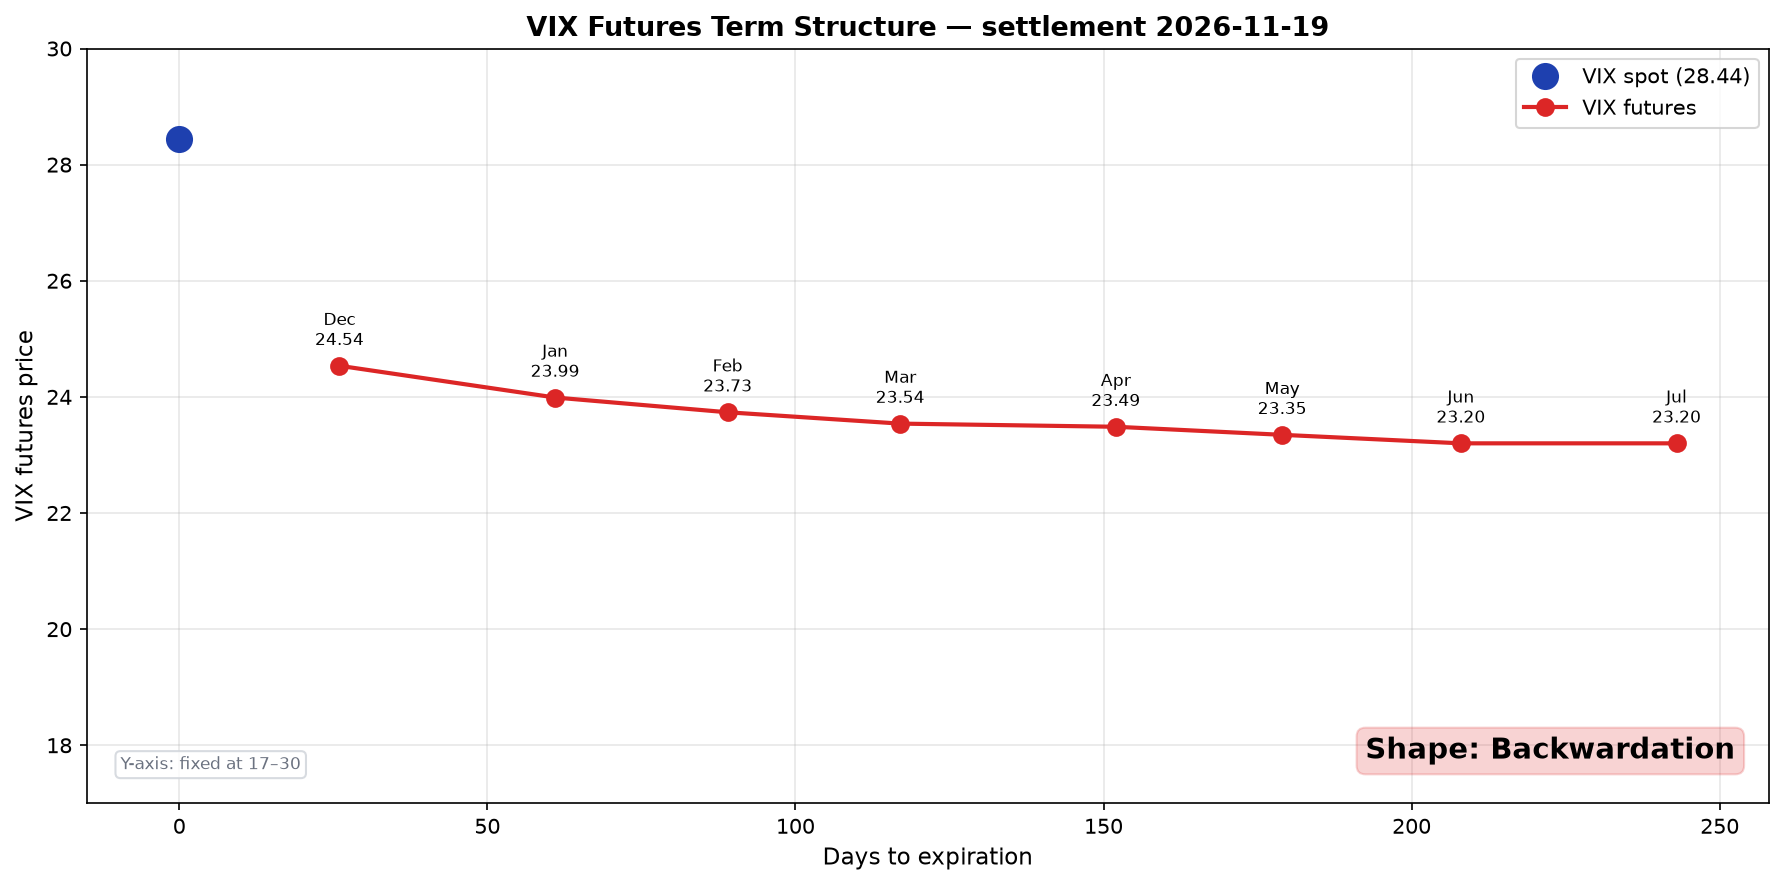 VIX Futures Term Structure — settlement 2026-11-19
VIX spot (28.44)
VIX futures
VIX futures price
30
28
26
24
22
20
18
Dec
24.54
Jan
23.99
Feb
23.73
Mar
23.54
Apr
23.49
May
23.35
Jun
23.20
Jul
23.20
Y-axis: fixed at 17–30
Shape: Backwardation
0
50
100
150
200
250
Days to expiration